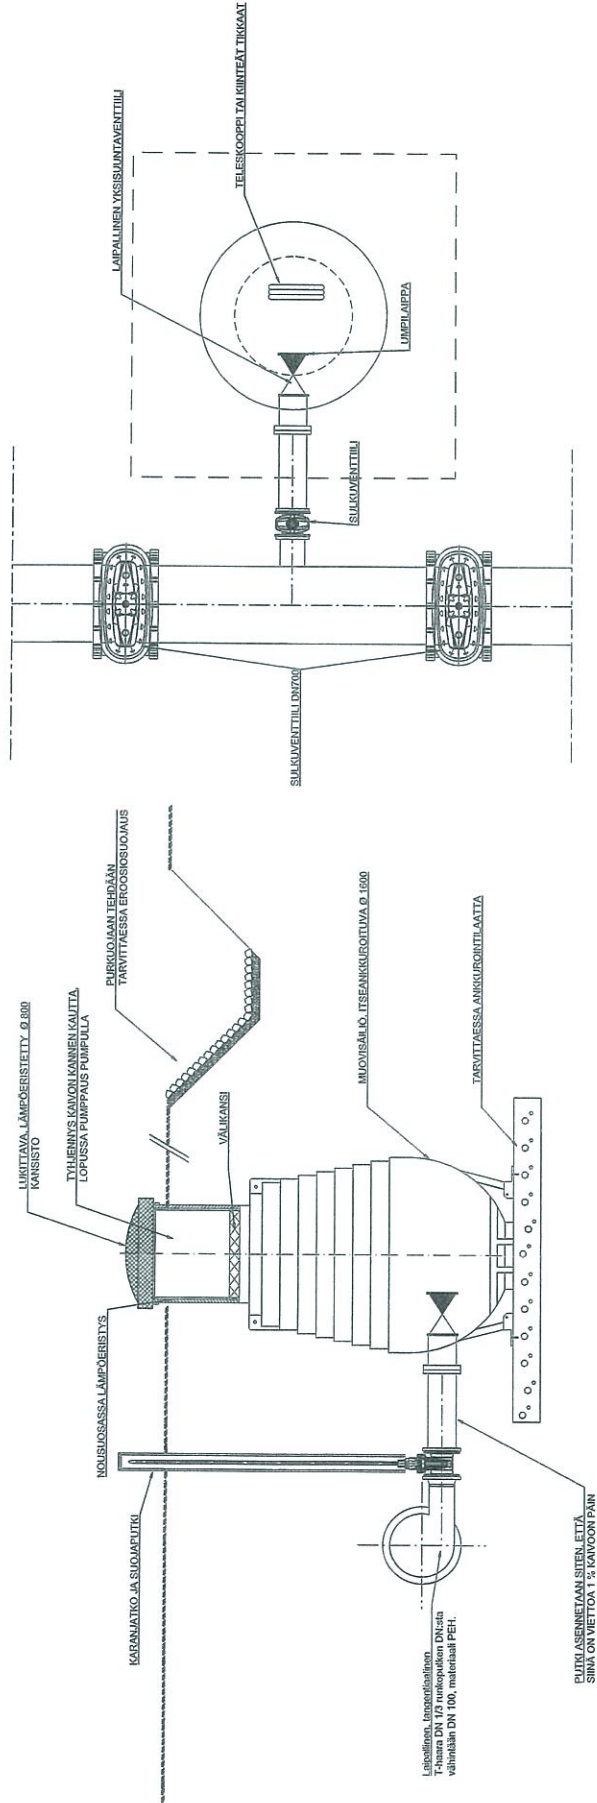 LUKITTAVA, LÄMPÖERISTETTY Ø 800
KANSISTO
TYHJENNYS KAIVON KANNEN KAUTTA,
LOPUSSA PUMPPAUS PUMPULLA
PURKUOJAAN TEHDÄÄN
TARVITTAESSA EROOSIOSUOJAUS
NOUSUOSASSA LÄMPÖERISTYS
VÄLIKANSI
KARANJATKO JA SUOJAPUTKI
MUOVISÄILIÖ, ITSEANKKUROITUVA Ø 1600
TARVITTAESSA ANKKUROINTILAATTA
Laipallinen, tangentiaalinen
T-haara DN 1/3 runkoputken DN:sta
vähintään DN 100, materiaali PEH.
PUTKI ASENNETAAN SITEN, ETTÄ
SIINÄ ON VIETTOA 1 % KAIVOON PÄIN
LAIPALLINEN YKSISUUNTAVENTTIILI
TELESKOOPPI TAI KIINTEÄT TIKKAAT
UMPILAIPPA
SULKUVENTTIILI
SULKUVENTTIILI DN700